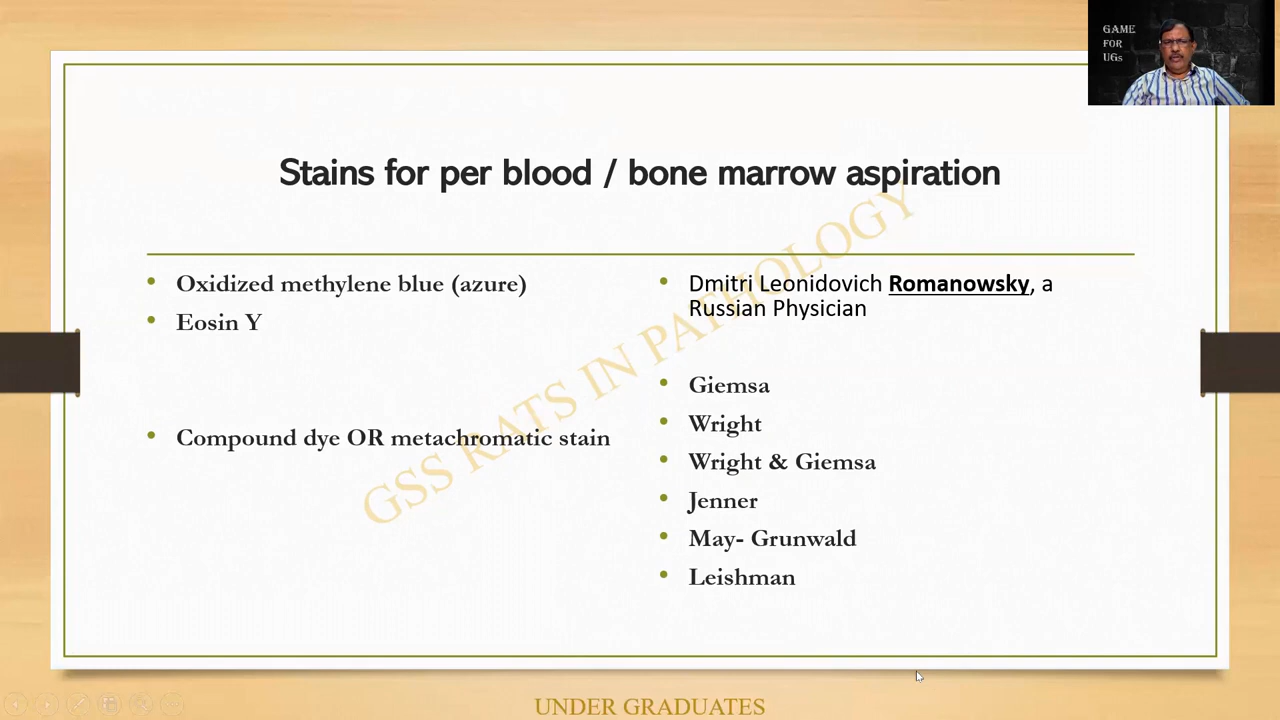 GAME
FOR
UGs
Stains for per blood / bone marrow aspiration
• Oxidized methylene blue (azure)
• Eosin Y
• Compound dye OR metachromatic stain
• Dmitri Leonidovich Romanowsky, a
Russian Physician
• Giemsa
• Wright
• Wright & Giemsa
• Jenner
• May- Grunwald
• Leishman
GSS RATS IN PATHOLOGY
UNDER GRADUATES